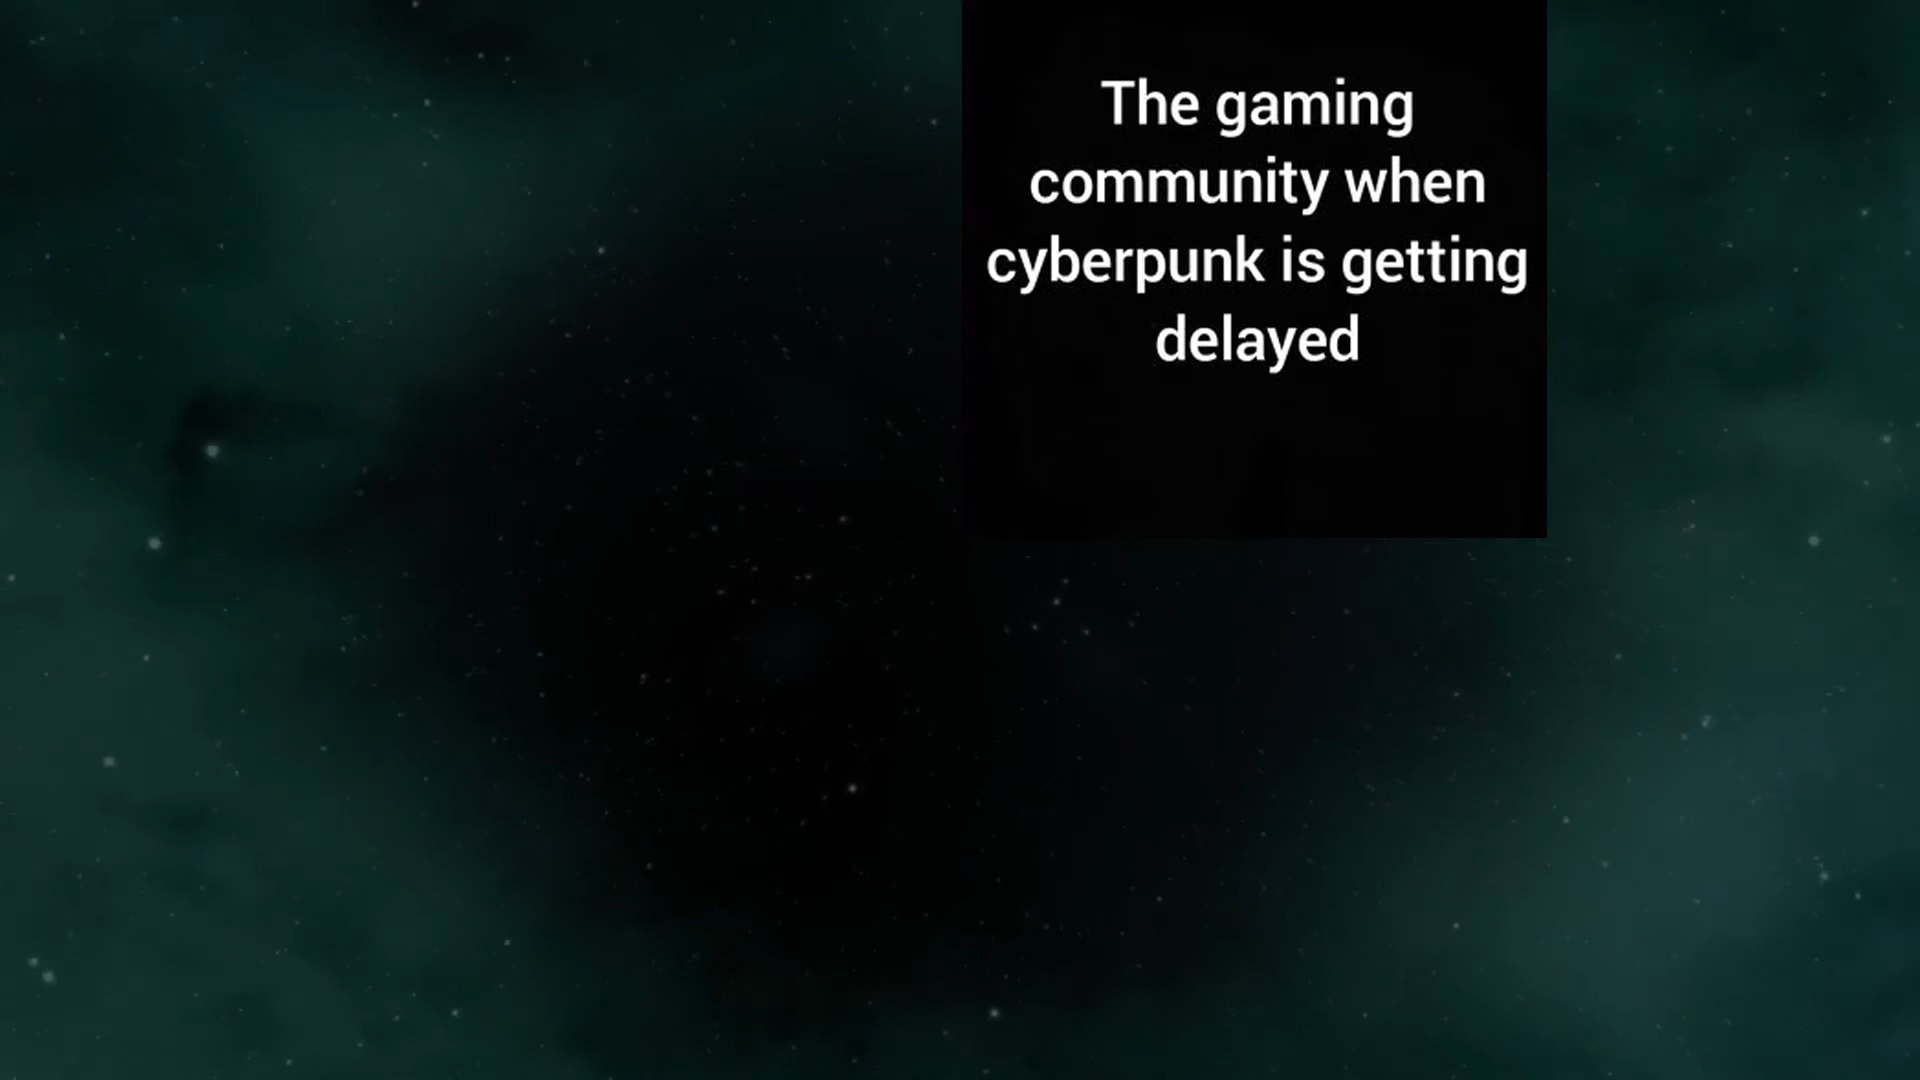 The gaming
community when
cyberpunk is getting
delayed